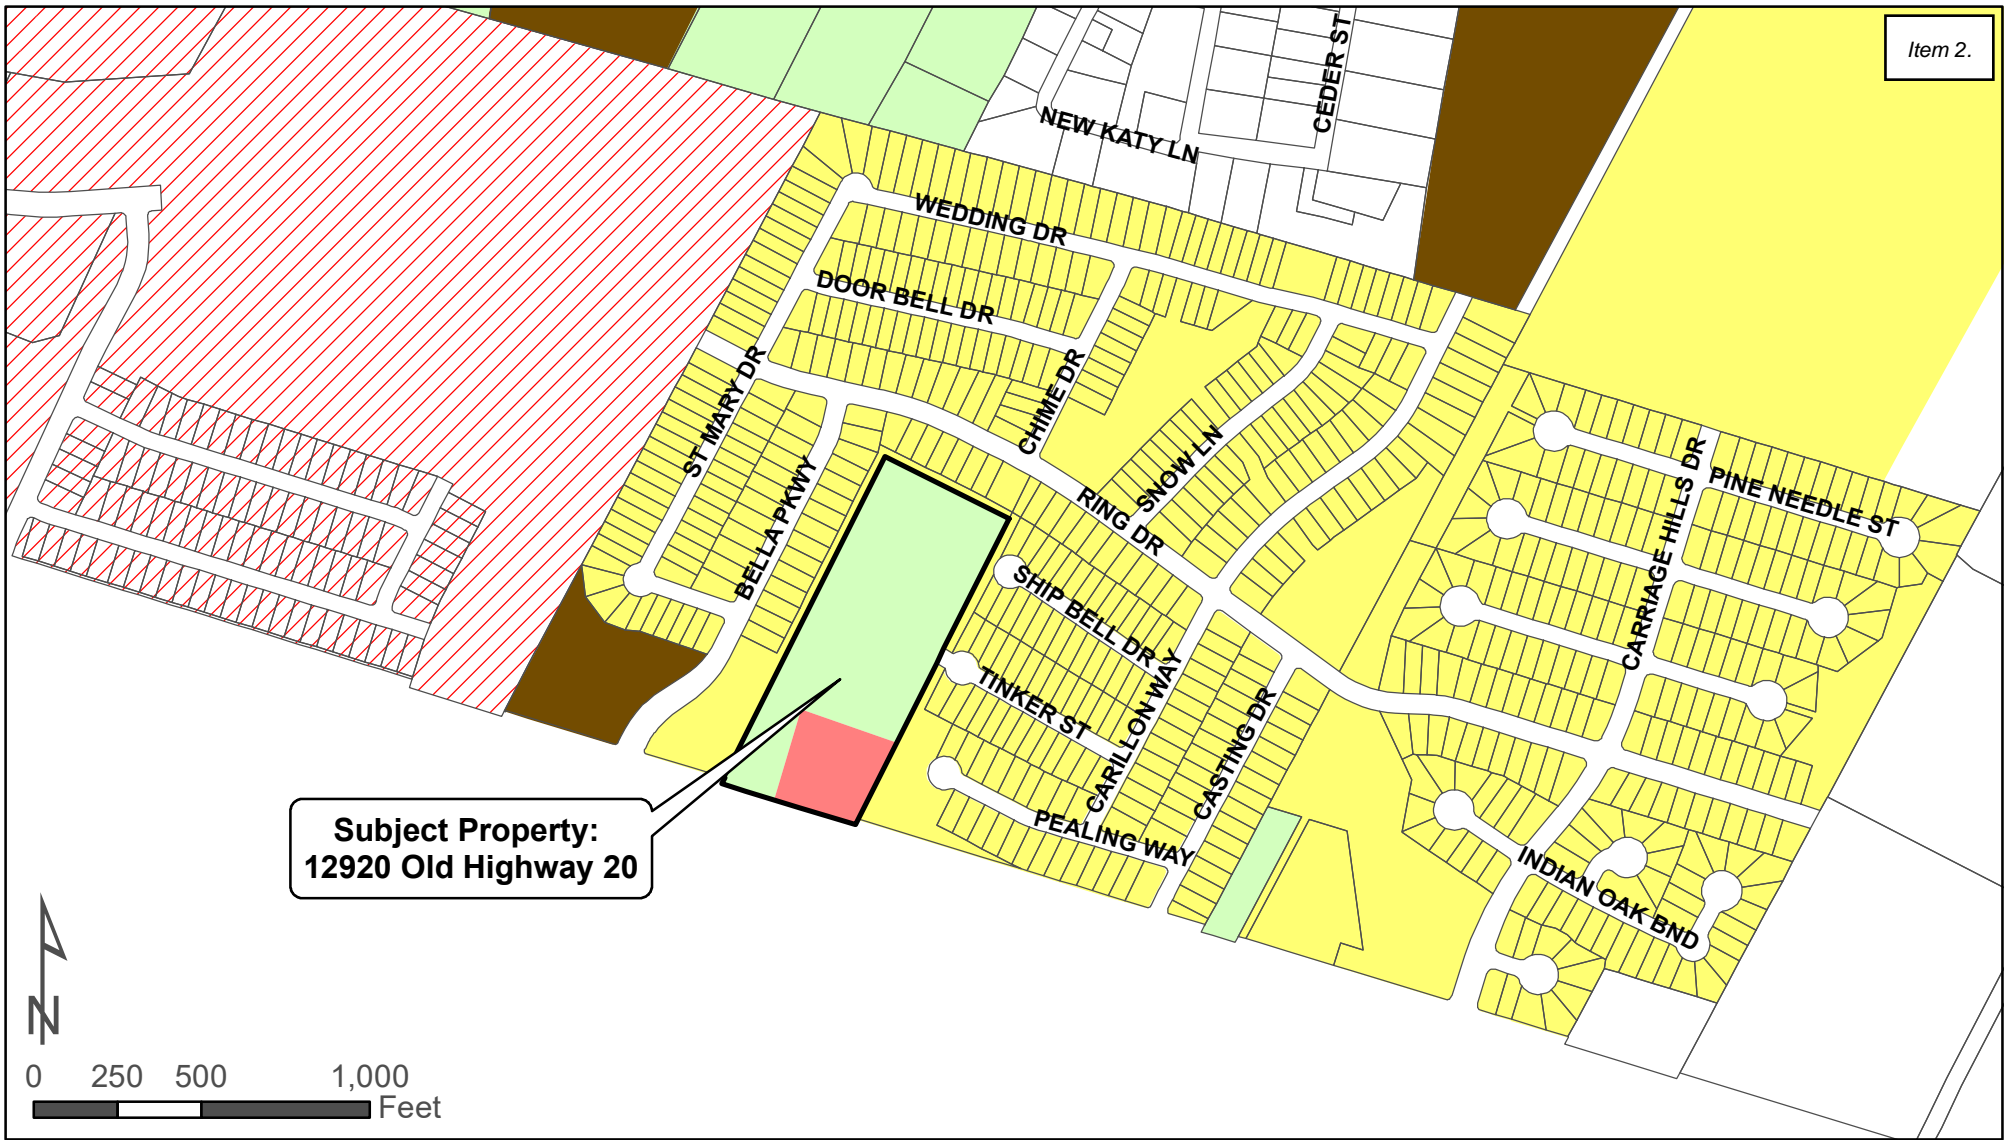 Item 2.
CEDER ST
NEW KATY LN
WEDDING DR
DOOR BELL DR
ST MARY DR
CHIME DR
SNOW LN
BELLA PKWY
RING DR
CARRIAGE HILLS DR
PINE NEEDLE ST
SHIP BELL DR
TINKER ST
CARILLON WAY
CASTING DR
PEALING WAY
INDIAN OAK BND
Subject Property:
12920 Old Highway 20
N
0 250 500 1,000
Feet